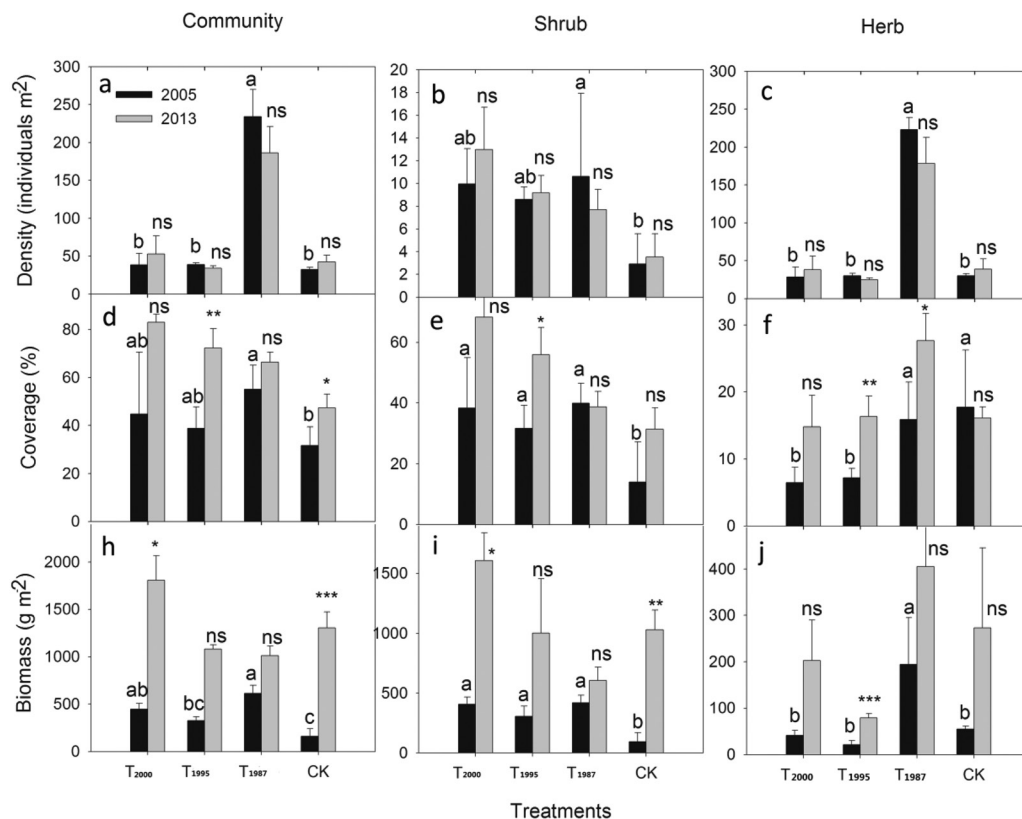 Community Shrub Herb
Density (individuals m-2)
300
250
200
150
100
50
0
a
2005
2013
b ns b ns a ns b ns
20
18
16
14
12
10
8
6
4
2
0
b
ab ns ab ns a ns b ns
300
250
200
150
100
50
0
c
b ns b ns a ns b ns
Coverage (%)
80
60
40
20
0
d
ab ns ab ** a ns b *
60
40
20
0
e
a ns a * a ns b ns
30
20
10
0
f
b ns b ** a * a ns
Biomass (g m-2)
2000
1500
1000
500
0
h
ab * bc ns a ns c ***
1500
1000
500
0
i
a * a ns a ns b **
400
300
200
100
0
j
b ns b *** a ns b ns
T2000 T1995 T1987 CK
T2000 T1995 T1987 CK
T2000 T1995 T1987 CK
Treatments